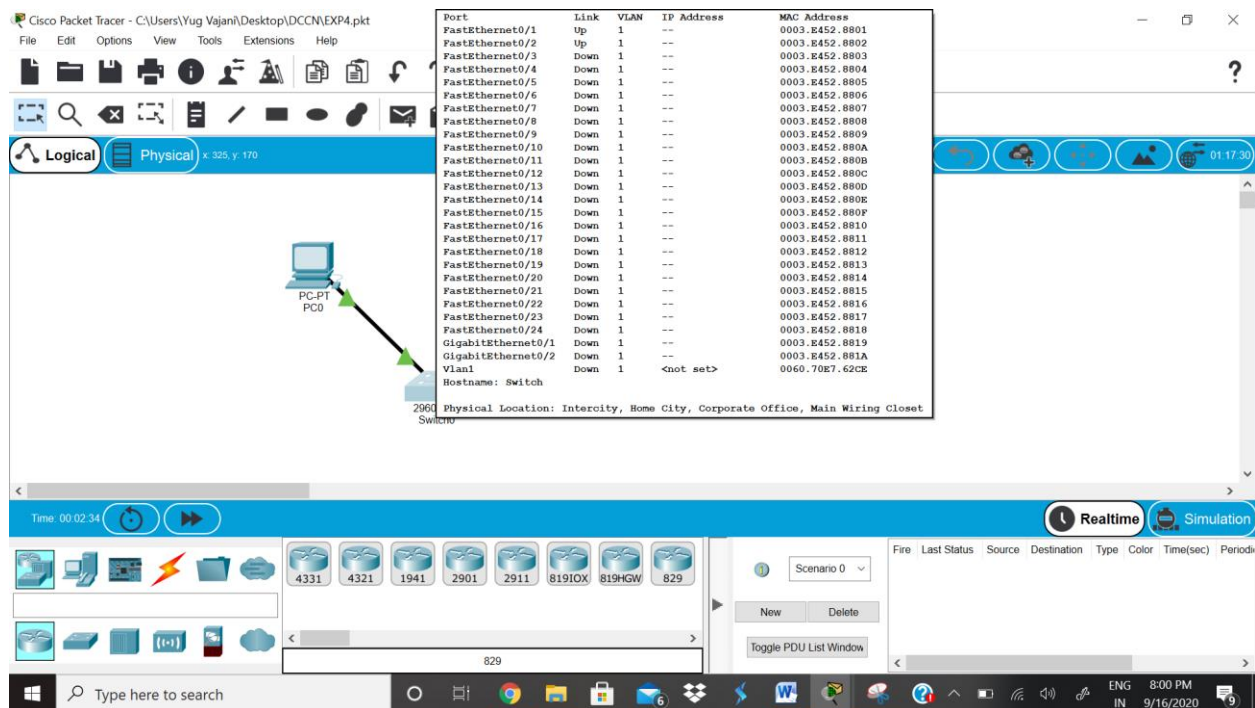 Cisco Packet Tracer - C:\Users\Yug Vajani\Desktop\DCCN\EXP4.pkt
File Edit Options View Tools Extensions Help
Logical Physical x: 325, y: 170
01:17:30
Port Link VLAN IP Address MAC Address
FastEthernet0/1 Up 1 -- 0003.E452.8801
FastEthernet0/2 Up 1 -- 0003.E452.8802
FastEthernet0/3 Down 1 -- 0003.E452.8803
FastEthernet0/4 Down 1 -- 0003.E452.8804
FastEthernet0/5 Down 1 -- 0003.E452.8805
FastEthernet0/6 Down 1 -- 0003.E452.8806
FastEthernet0/7 Down 1 -- 0003.E452.8807
FastEthernet0/8 Down 1 -- 0003.E452.8808
FastEthernet0/9 Down 1 -- 0003.E452.8809
FastEthernet0/10 Down 1 -- 0003.E452.880A
FastEthernet0/11 Down 1 -- 0003.E452.880B
FastEthernet0/12 Down 1 -- 0003.E452.880C
FastEthernet0/13 Down 1 -- 0003.E452.880D
FastEthernet0/14 Down 1 -- 0003.E452.880E
FastEthernet0/15 Down 1 -- 0003.E452.880F
FastEthernet0/16 Down 1 -- 0003.E452.8810
FastEthernet0/17 Down 1 -- 0003.E452.8811
FastEthernet0/18 Down 1 -- 0003.E452.8812
FastEthernet0/19 Down 1 -- 0003.E452.8813
FastEthernet0/20 Down 1 -- 0003.E452.8814
FastEthernet0/21 Down 1 -- 0003.E452.8815
FastEthernet0/22 Down 1 -- 0003.E452.8816
FastEthernet0/23 Down 1 -- 0003.E452.8817
FastEthernet0/24 Down 1 -- 0003.E452.8818
GigabitEthernet0/1 Down 1 -- 0003.E452.8819
GigabitEthernet0/2 Down 1 -- 0003.E452.881A
Vlan1 Down 1 <not set> 0060.70E7.62CE
Hostname: Switch
Physical Location: Intercity, Home City, Corporate Office, Main Wiring Closet
PC-PT
PC0
2960
Switch0
Time: 00:02:34
Realtime Simulation
4331 4321 1941 2901 2911 819IOX 819HGW 829
829
Scenario 0
New Delete
Toggle PDU List Window
Fire Last Status Source Destination Type Color Time(sec) Periodi
Type here to search
6
ENG
IN
8:00 PM
9/16/2020
9